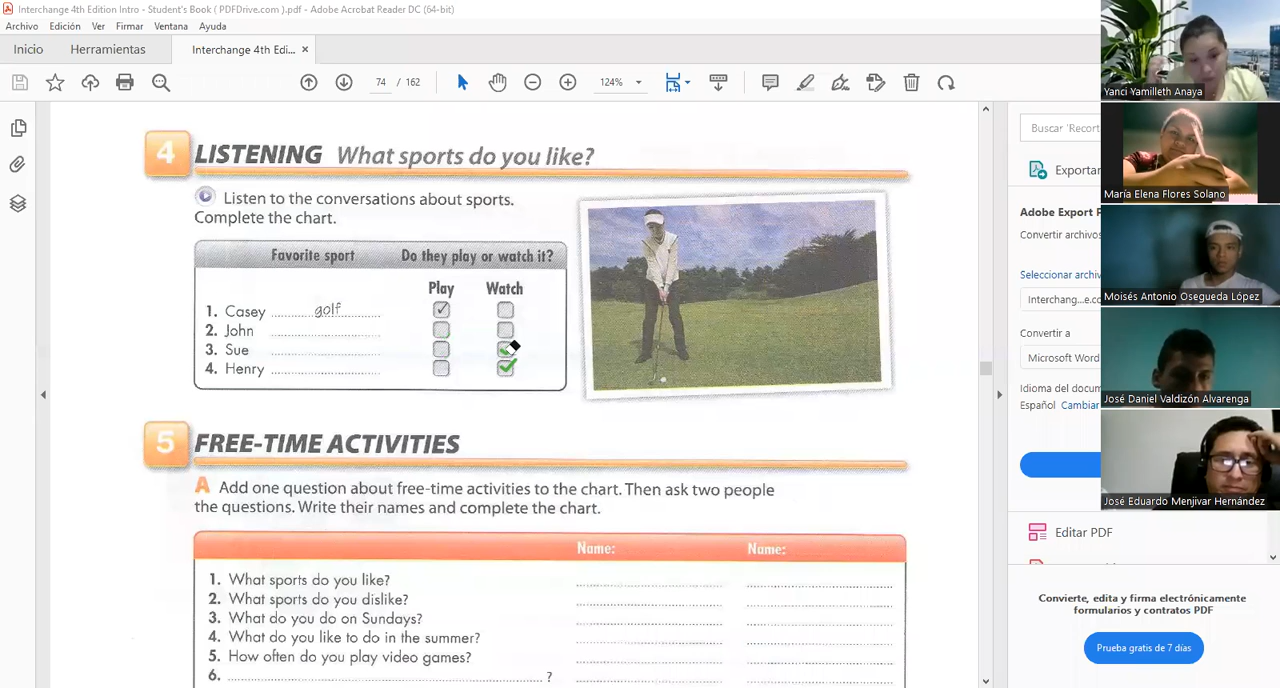 Interchange 4th Edition Intro - Student's Book ( PDFDrive.com ).pdf - Adobe Acrobat Reader DC (64-bit)
Archivo Edición Ver Firmar Ventana Ayuda
Inicio Herramientas Interchange 4th Edi... ×
74 / 162 124%
4 LISTENING What sports do you like?
Listen to the conversations about sports.
Complete the chart.
Favorite sport Do they play or watch it?
Play Watch
1. Casey golf
2. John
3. Sue
4. Henry
5 FREE-TIME ACTIVITIES
A Add one question about free-time activities to the chart. Then ask two people
the questions. Write their names and complete the chart.
Name: Name:
1. What sports do you like?
2. What sports do you dislike?
3. What do you do on Sundays?
4. What do you like to do in the summer?
5. How often do you play video games?
6. ?
Buscar 'Recort
Exportar
Adobe Export P
Convertir archivos
Seleccionar archiv
Interchang...e.co
Convertir a
Microsoft Word
Idioma del docum
Español Cambiar
Editar PDF
Convierte, edita y firma electrónicamente
formularios y contratos PDF
Prueba gratis de 7 días
Yanci Yamilleth Anaya
María Elena Flores Solano
Moisés Antonio Osegueda López
José Daniel Valdizón Alvarenga
José Eduardo Menjivar Hernández